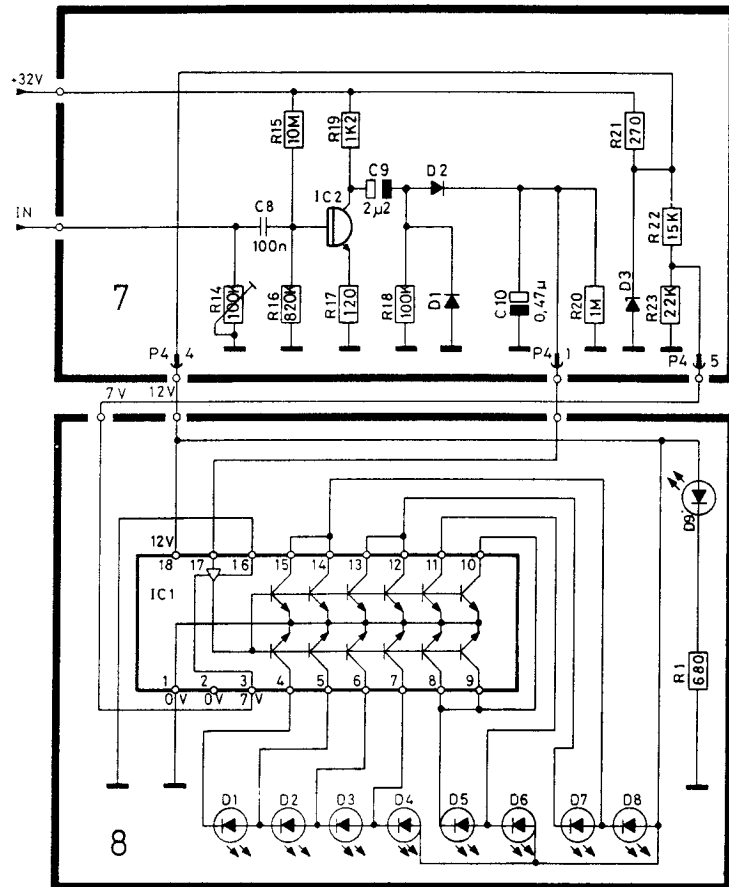 +32V
R15 10M
R19 1K2
R21 270
C9 2µ2
D2
IC2
IN
C8 100n
R22 15K
7
R14 100K
R16 820K
R17 120
R18 100K
D1
C10 0,47µ
R20 1M
D3
R23 22K
P4 4
P4 1
P4 5
7V 12V
D9
12V
18 17 16 15 14 13 12 11 10
IC1
R1 680
1 2 3 4 5 6 7 8 9
0V 0V 7V
D1 D2 D3 D4 D5 D6 D7 D8
8